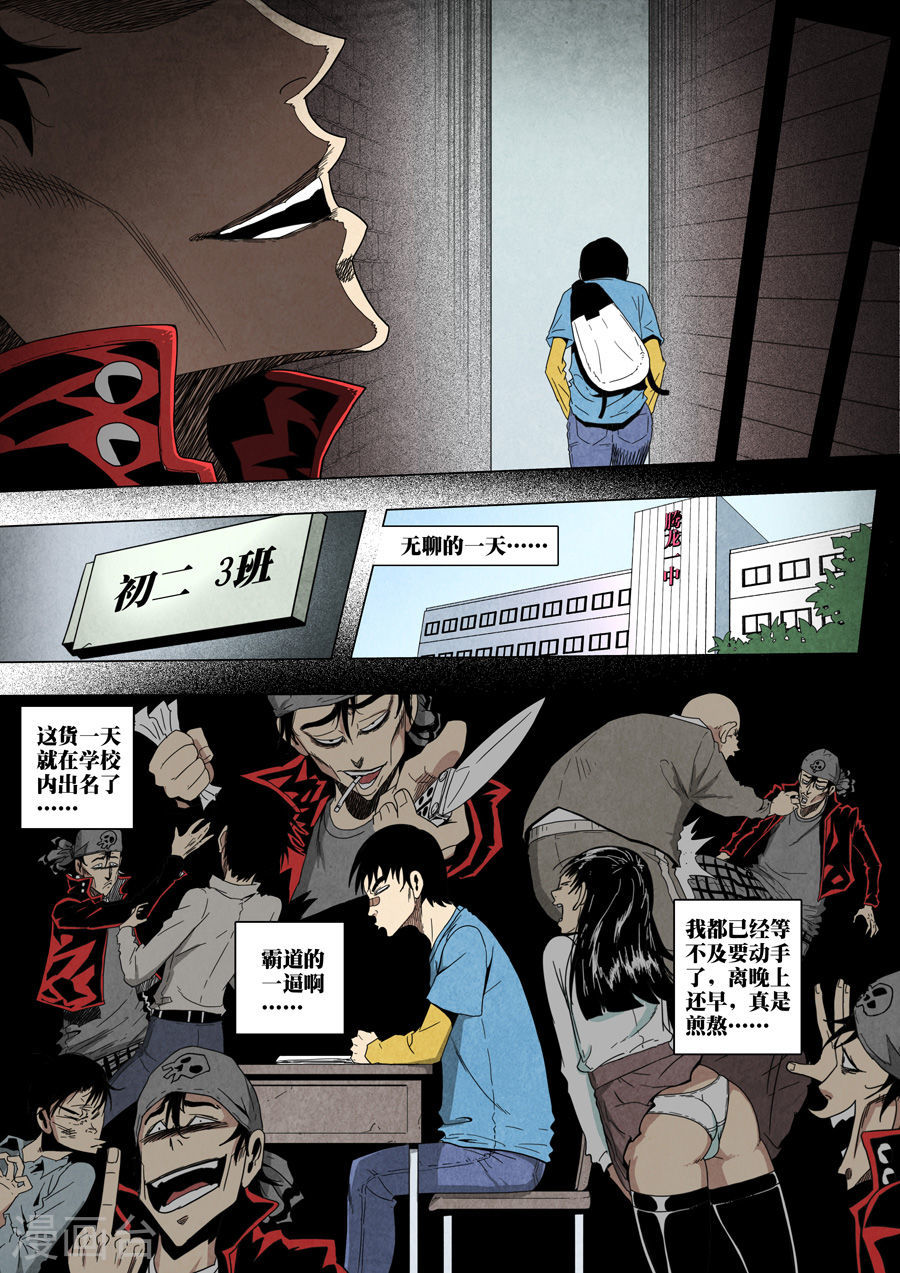 初二 3班
无聊的一天……
腾龙一中
这货一天
就在学校
内出名了
……
霸道的
一逼啊
……
我都已经等
不及要动手
了，离晚上
还早，真是
煎熬……
漫画台